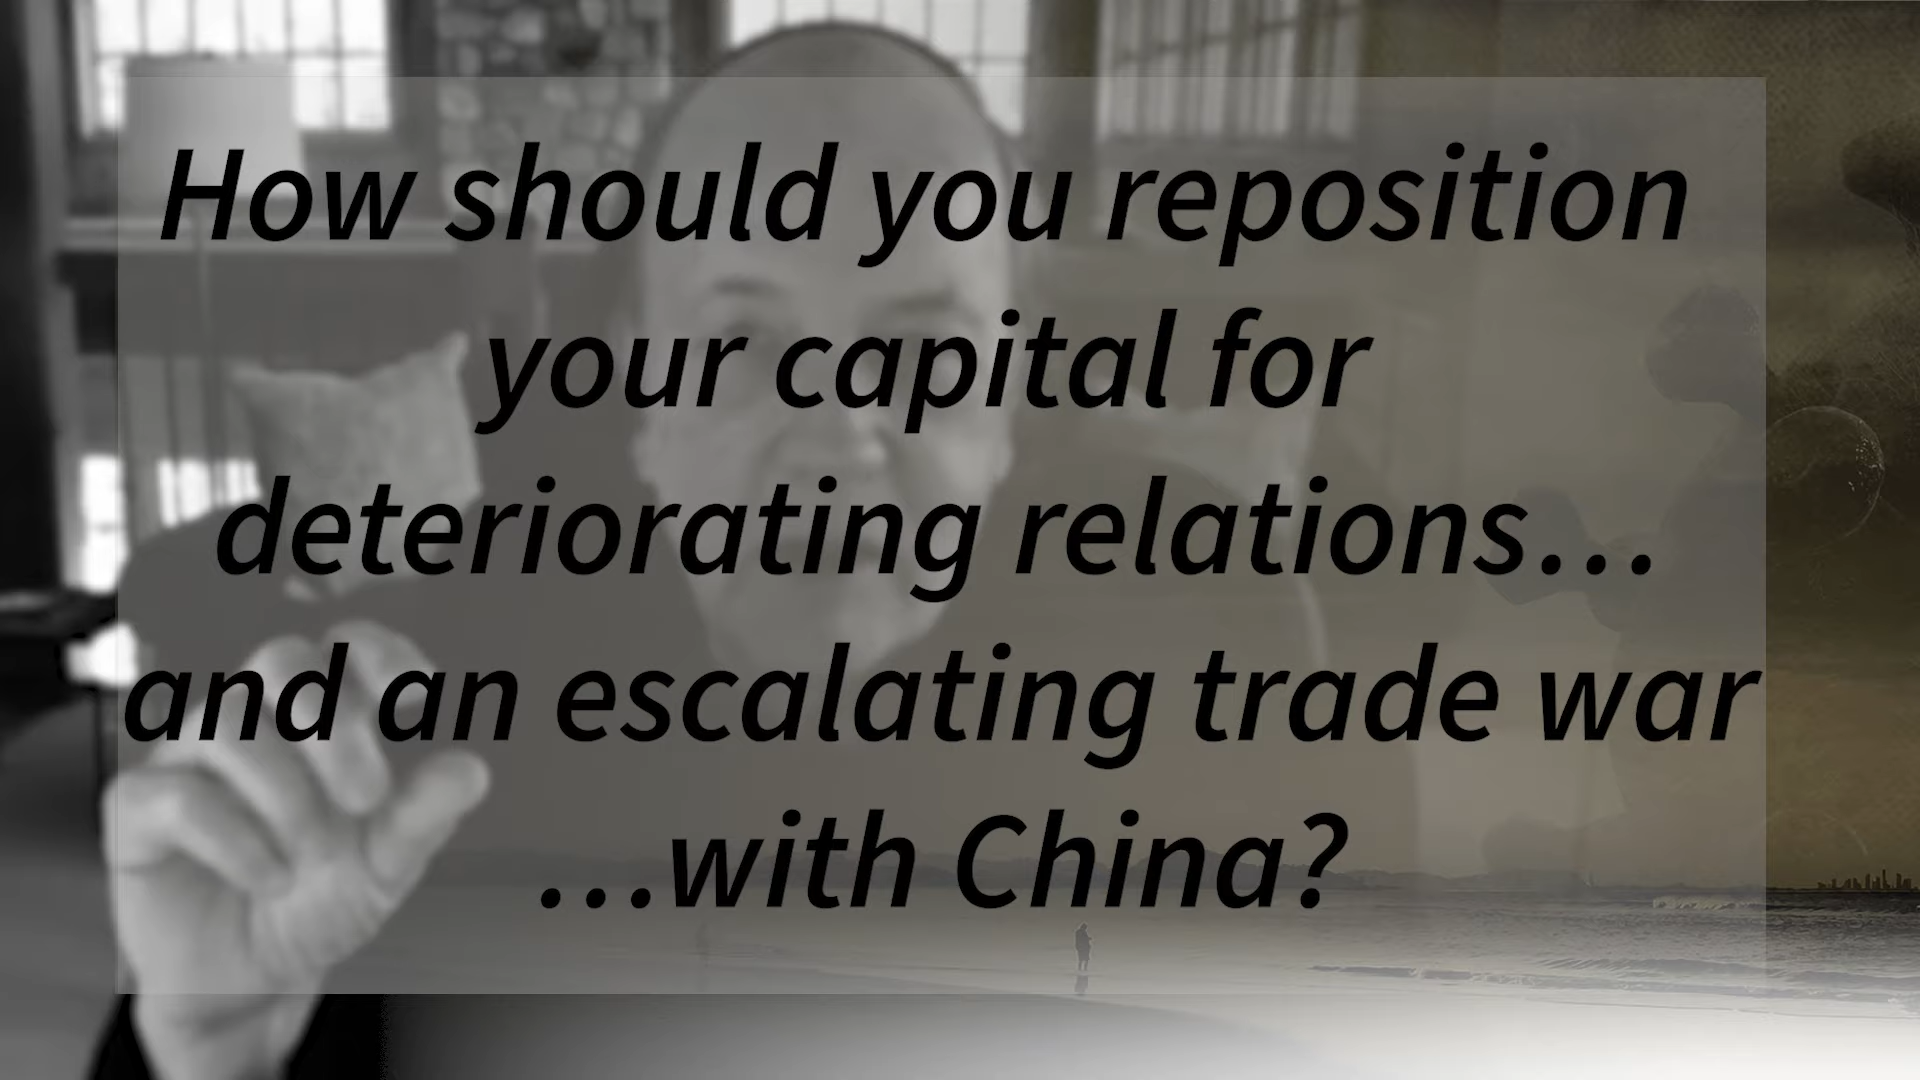 How should you reposition
your capital for
deteriorating relations…
and an escalating trade war
…with China?